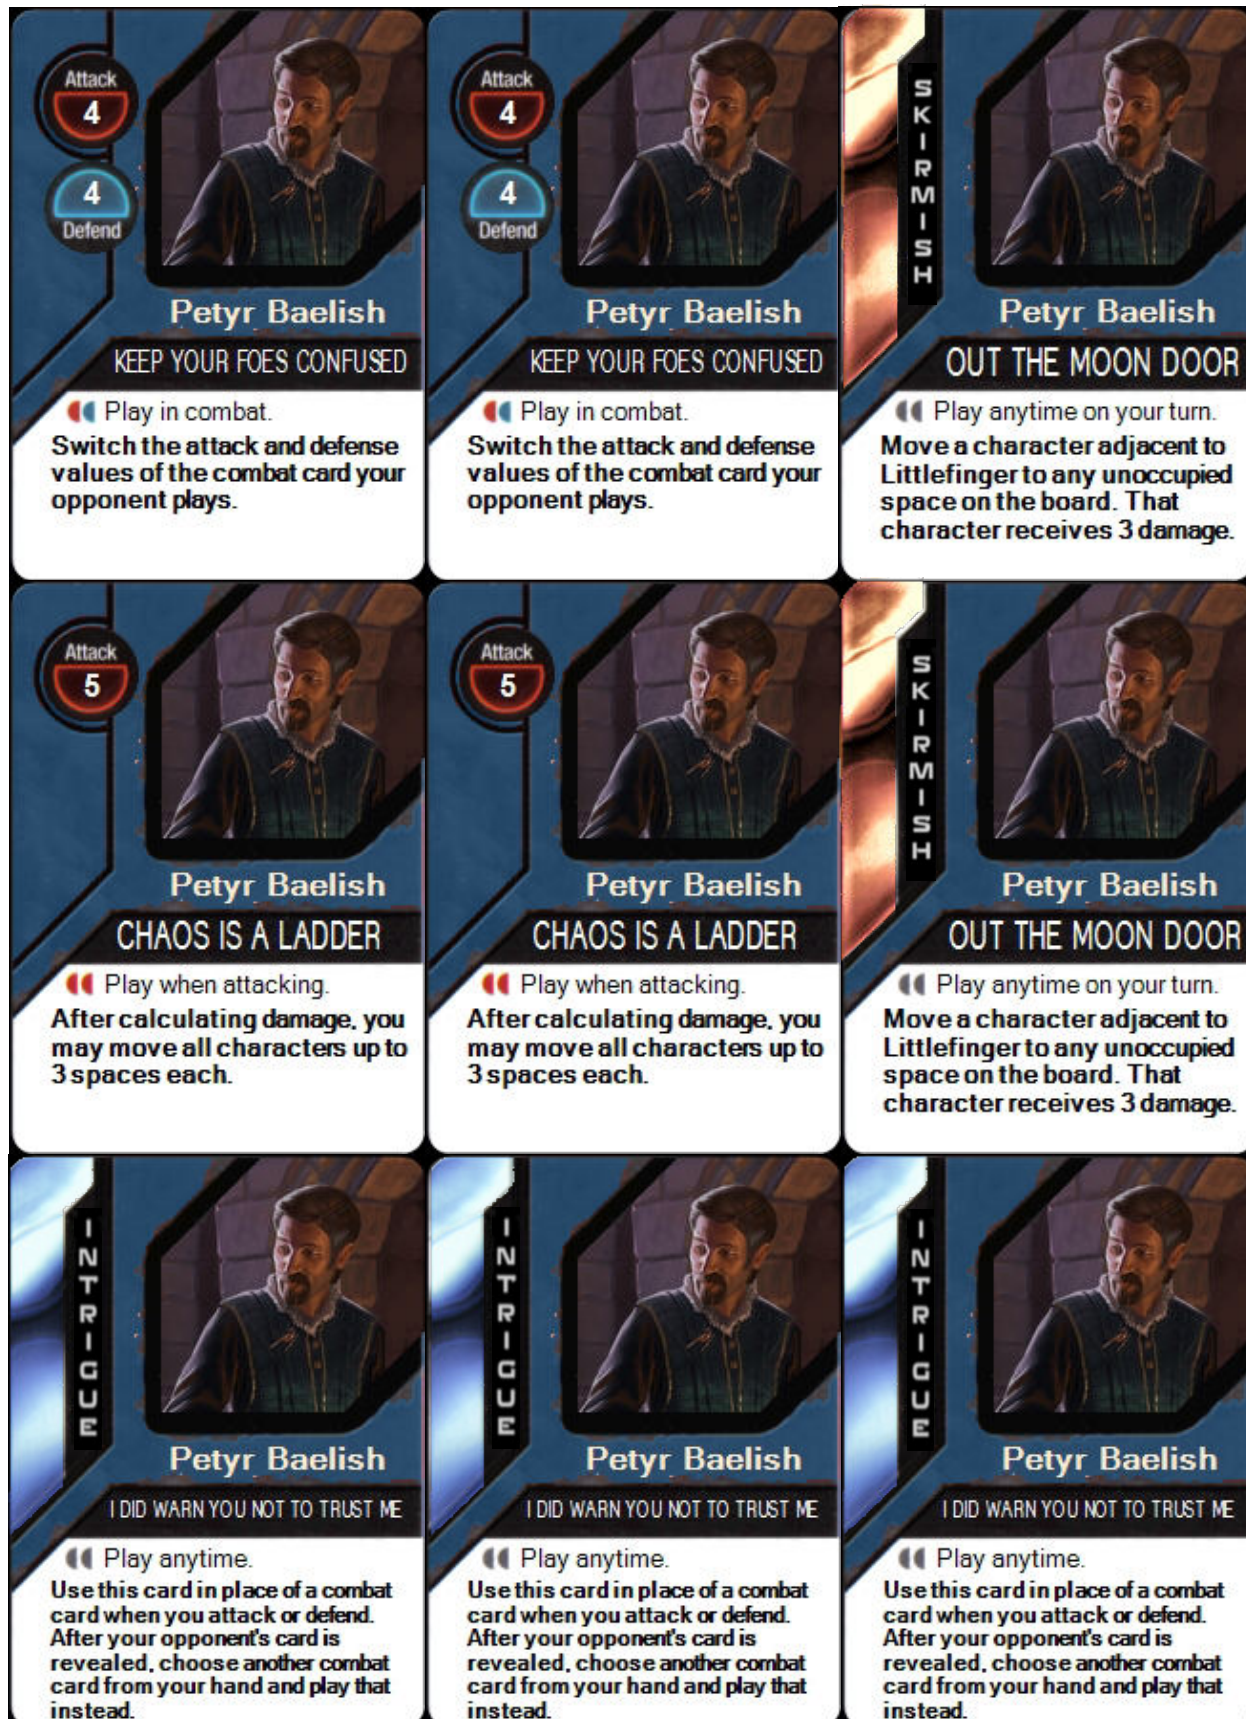 Attack
4
4
Defend
Petyr Baelish
KEEP YOUR FOES CONFUSED
Play in combat.
Switch the attack and defense
values of the combat card your
opponent plays.
Attack
4
4
Defend
Petyr Baelish
KEEP YOUR FOES CONFUSED
Play in combat.
Switch the attack and defense
values of the combat card your
opponent plays.
SKIRMISH
Petyr Baelish
OUT THE MOON DOOR
Play anytime on your turn.
Move a character adjacent to
Littlefinger to any unoccupied
space on the board. That
character receives 3 damage.
Attack
5
Petyr Baelish
CHAOS IS A LADDER
Play when attacking.
After calculating damage, you
may move all characters up to
3 spaces each.
Attack
5
Petyr Baelish
CHAOS IS A LADDER
Play when attacking.
After calculating damage, you
may move all characters up to
3 spaces each.
SKIRMISH
Petyr Baelish
OUT THE MOON DOOR
Play anytime on your turn.
Move a character adjacent to
Littlefinger to any unoccupied
space on the board. That
character receives 3 damage.
INTRIGUE
Petyr Baelish
I DID WARN YOU NOT TO TRUST ME
Play anytime.
Use this card in place of a combat
card when you attack or defend.
After your opponent's card is
revealed, choose another combat
card from your hand and play that
instead.
INTRIGUE
Petyr Baelish
I DID WARN YOU NOT TO TRUST ME
Play anytime.
Use this card in place of a combat
card when you attack or defend.
After your opponent's card is
revealed, choose another combat
card from your hand and play that
instead.
INTRIGUE
Petyr Baelish
I DID WARN YOU NOT TO TRUST ME
Play anytime.
Use this card in place of a combat
card when you attack or defend.
After your opponent's card is
revealed, choose another combat
card from your hand and play that
instead.